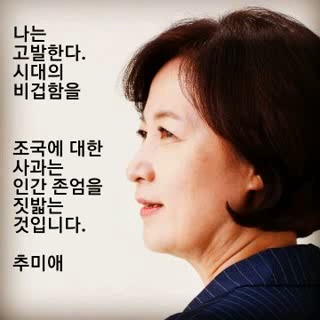 나는
고발한다.
시대의
비겁함을
조국에 대한
사과는
인간 존엄을
짓밟는
것입니다.
추미애